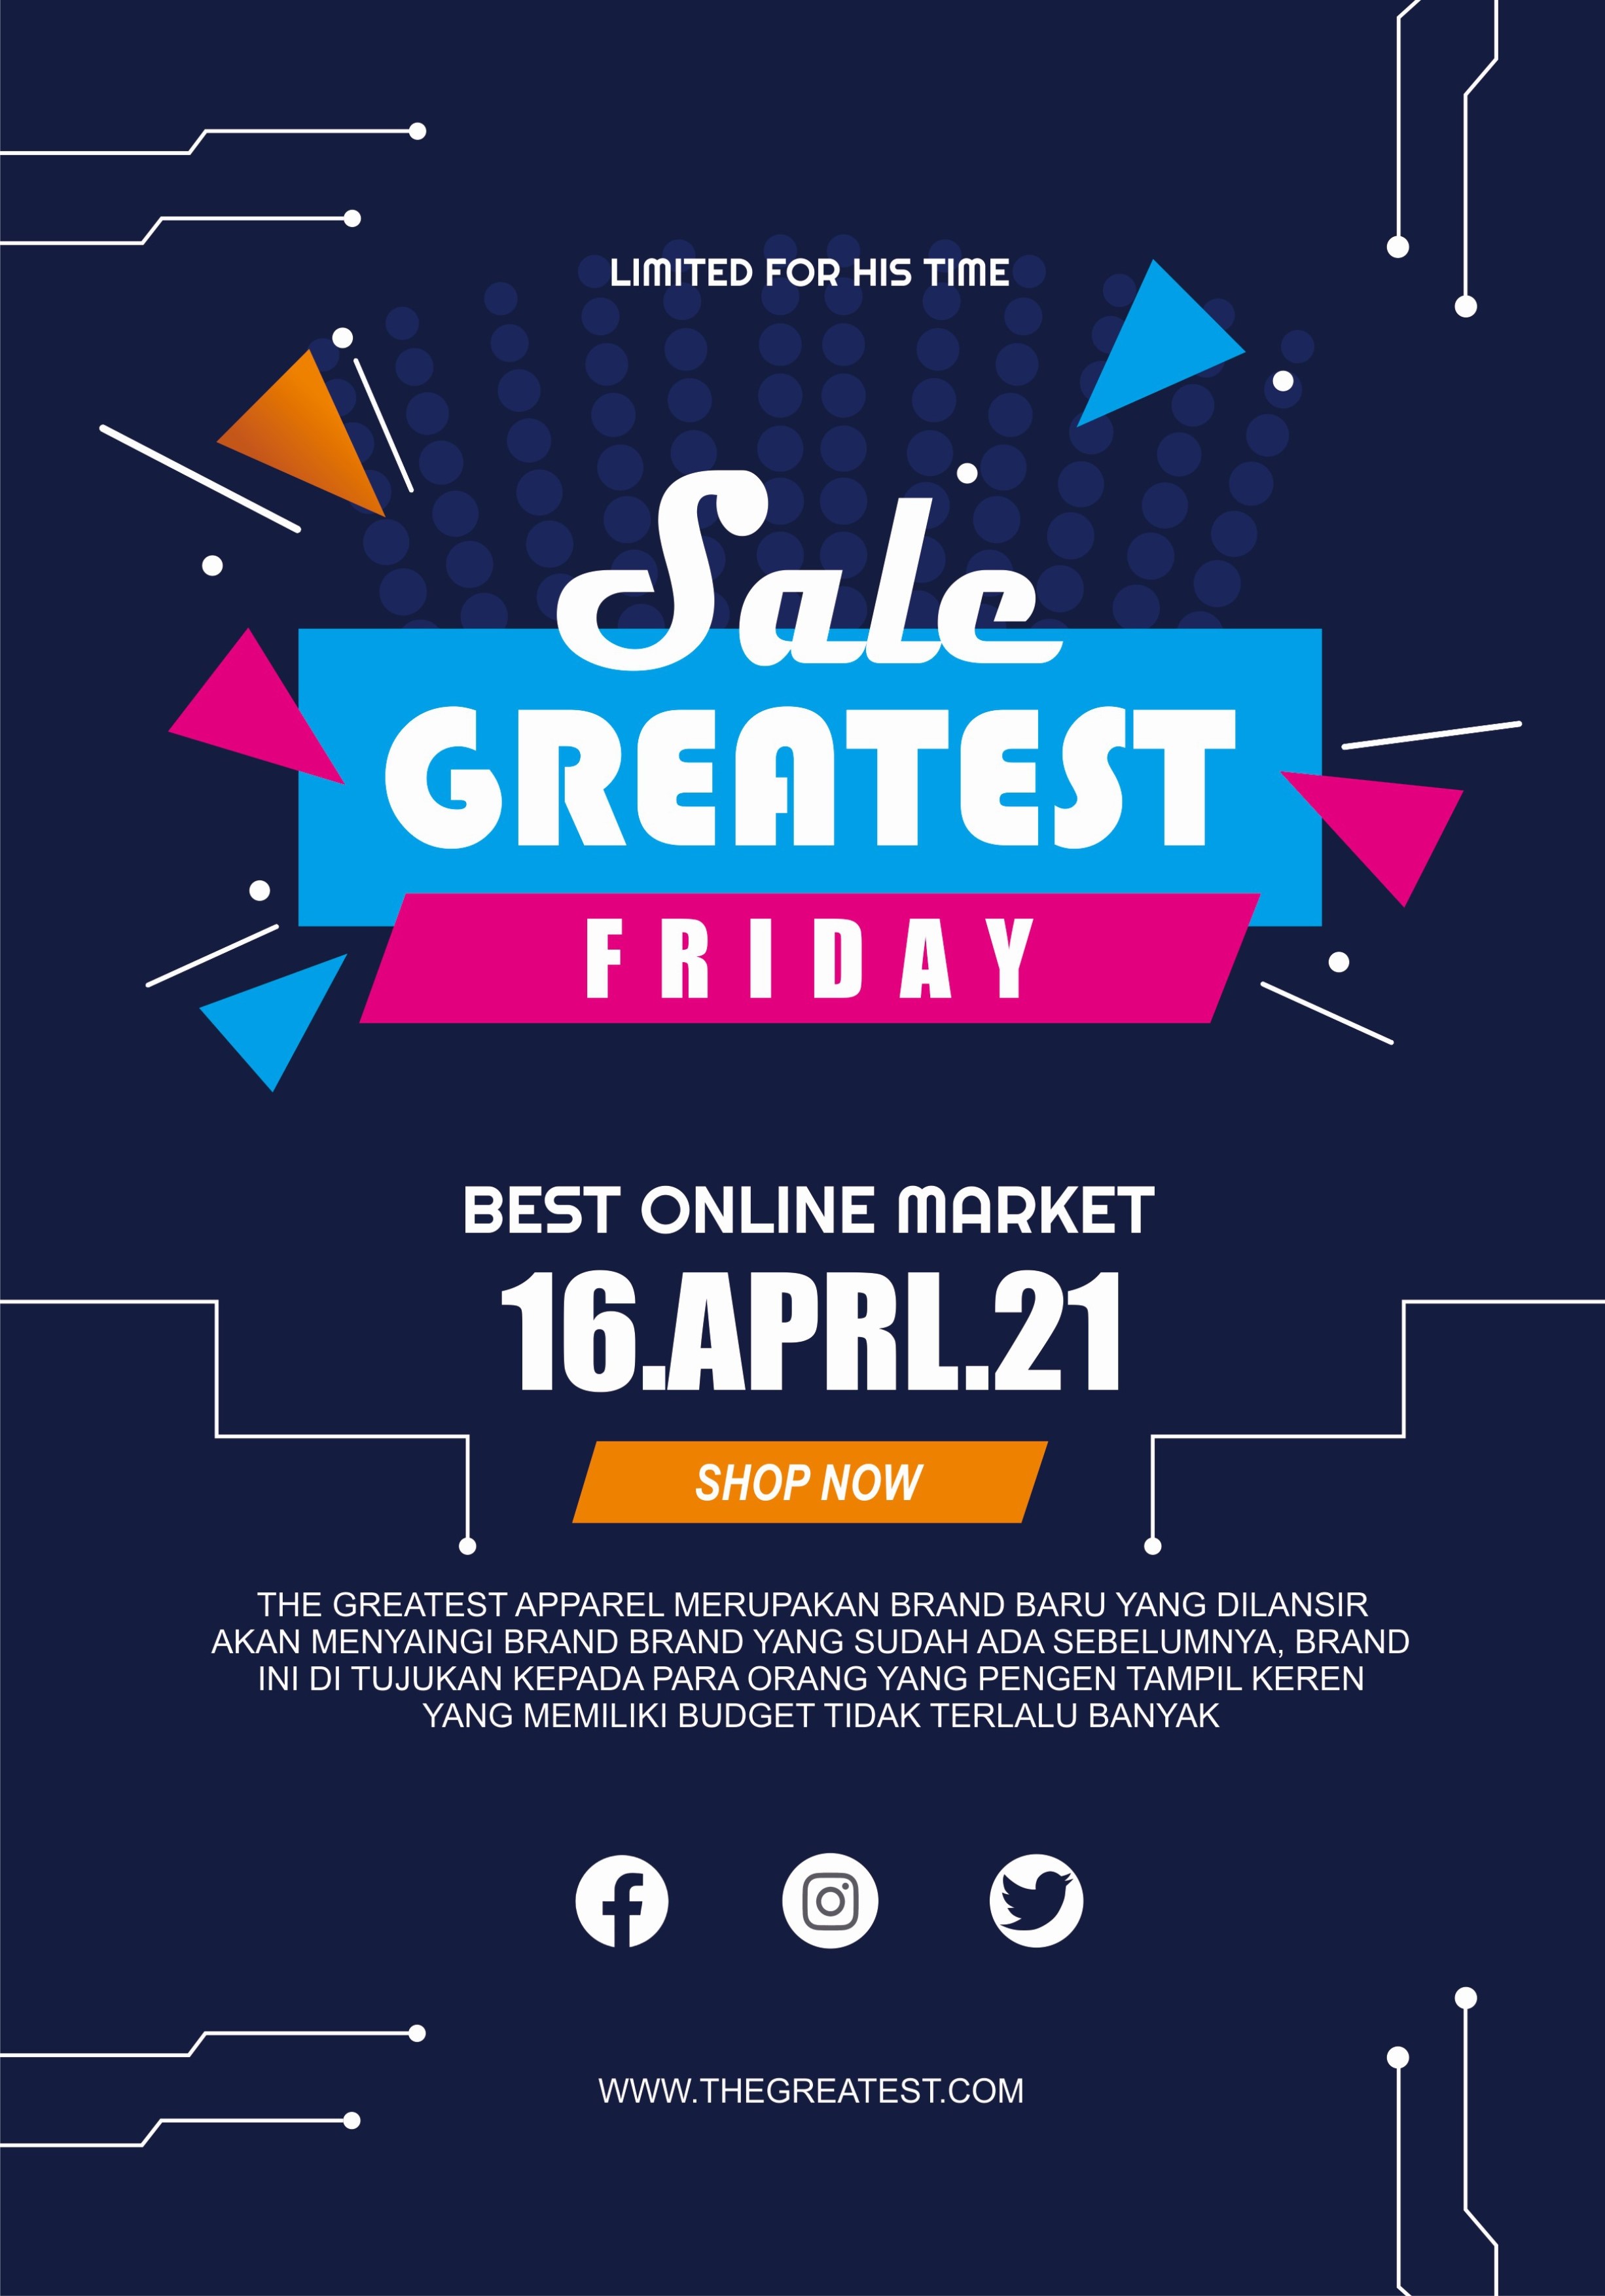 LIMITED FOR HIS TIME
Sale
GREATEST
FRIDAY
BEST ONLINE MARKET
16.APRL.21
SHOP NOW
THE GREATEST APPAREL MERUPAKAN BRAND BARU YANG DILANSIR
AKAN MENYAINGI BRAND BRAND YANG SUDAH ADA SEBELUMNYA, BRAND
INI DI TUJUKAN KEPADA PARA ORANG YANG PENGEN TAMPIL KEREN
YANG MEMILIKI BUDGET TIDAK TERLALU BANYAK
WWW.THEGREATEST.COM